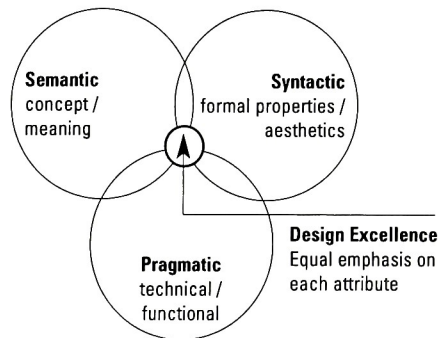 Semantic
concept /
meaning
Syntactic
formal properties /
aesthetics
Pragmatic
technical /
functional
Design Excellence
Equal emphasis on
each attribute